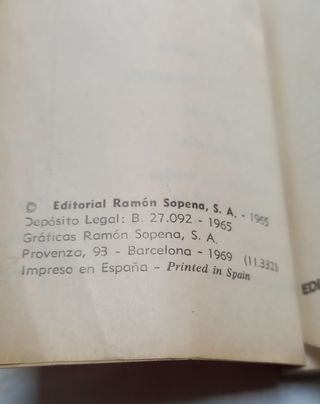 © Editorial Ramón Sopena, S. A. - 1965
Depósito Legal: B. 27.092 - 1965
Gráficas Ramón Sopena, S. A.
Provenza, 93 - Barcelona - 1969 (11.332)
Impreso en España - Printed in Spain